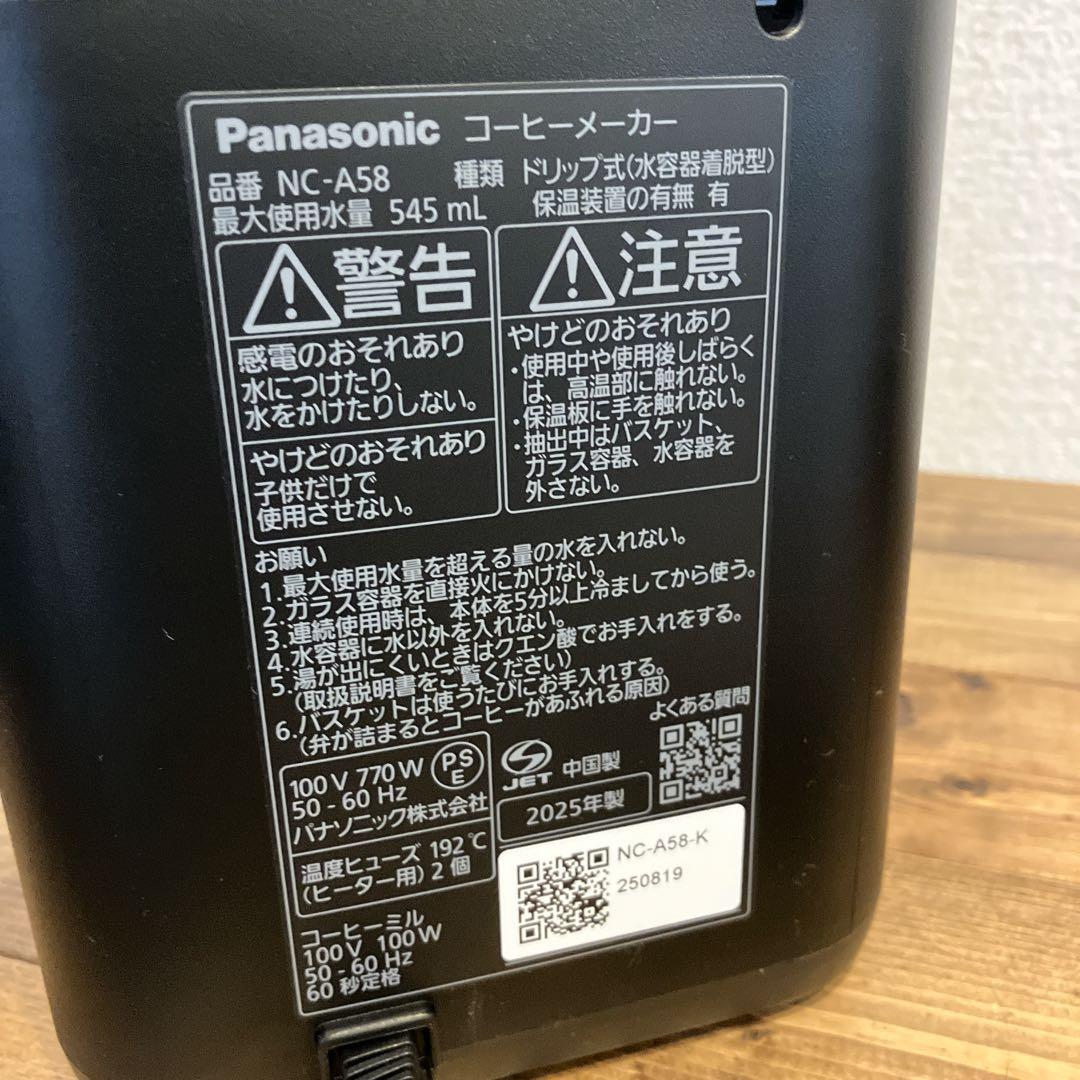 Panasonic コーヒーメーカー
品番 NC-A58 種類 ドリップ式(水容器着脱型)
最大使用水量 545 mL 保温装置の有無 有
警告
感電のおそれあり
水につけたり、
水をかけたりしない。
やけどのおそれあり
子供だけで
使用させない。
注意
やけどのおそれあり
・使用中や使用後しばらく
は、高温部に触れない。
・保温板に手を触れない。
・抽出中はバスケット、
ガラス容器、水容器を
外さない。
お願い
1.最大使用水量を超える量の水を入れない。
2.ガラス容器を直接火にかけない。
3.連続使用時は、本体を5分以上冷ましてから使う。
4.水容器に水以外を入れない。
5.湯が出にくいときはクエン酸でお手入れをする。
(取扱説明書をご覧ください)
6.バスケットは使うたびにお手入れする。
(弁が詰まるとコーヒーがあふれる原因)
よくある質問
100 V 770 W PSE
50 - 60 Hz
パナソニック株式会社
JET 中国製
2025年製
温度ヒューズ 192℃
(ヒーター用) 2 個
NC-A58-K
250819
コーヒーミル
100 V 100 W
50 - 60 Hz
60 秒定格